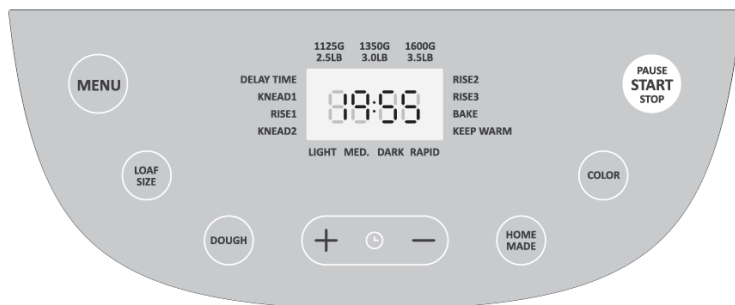 1125G 1350G 1600G
2.5LB 3.0LB 3.5LB
MENU
DELAY TIME
KNEAD1
RISE1
KNEAD2
19:55
RISE2
RISE3
BAKE
KEEP WARM
PAUSE
START
STOP
LIGHT MED. DARK RAPID
LOAF
SIZE
COLOR
DOUGH
+ −
HOME
MADE